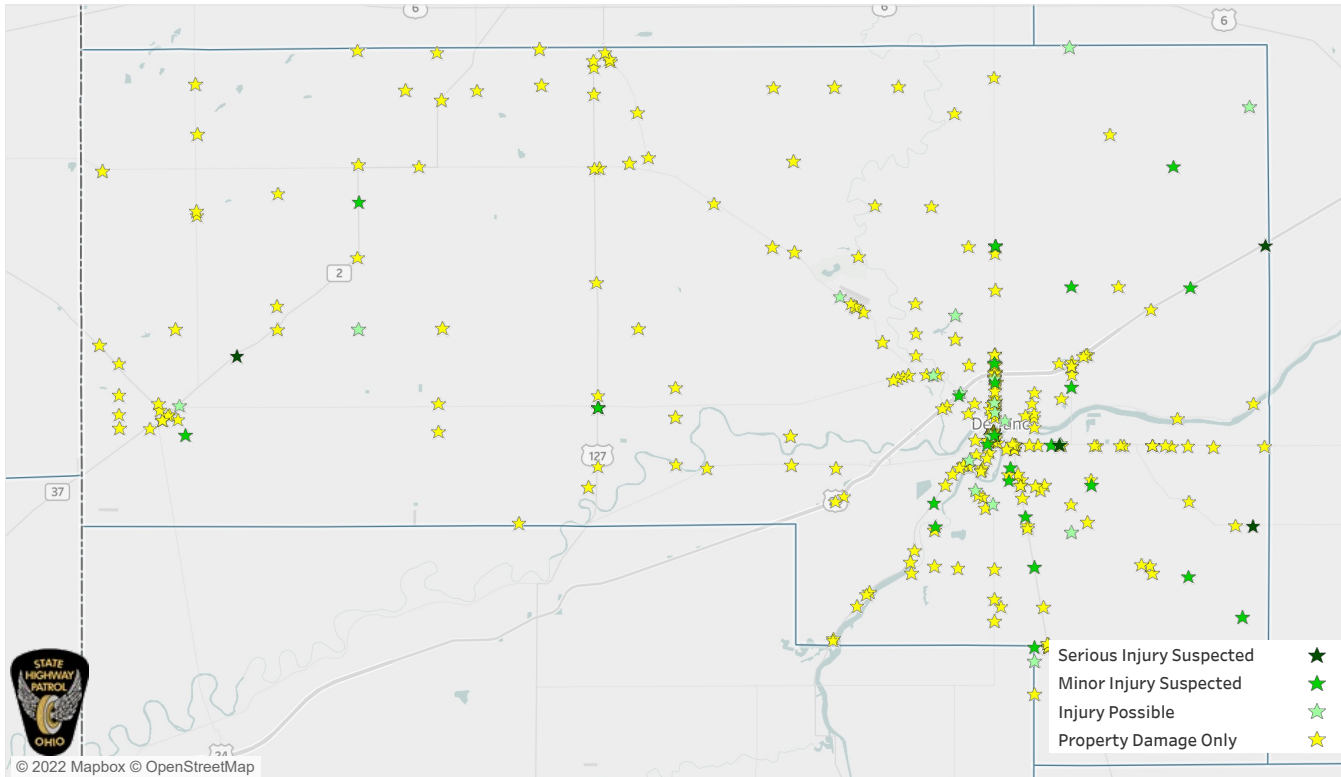 6
6
6
2
Defiance
127
37
24
STATE
HIGHWAY
PATROL
OHIO
Serious Injury Suspected
Minor Injury Suspected
Injury Possible
Property Damage Only
© 2022 Mapbox © OpenStreetMap